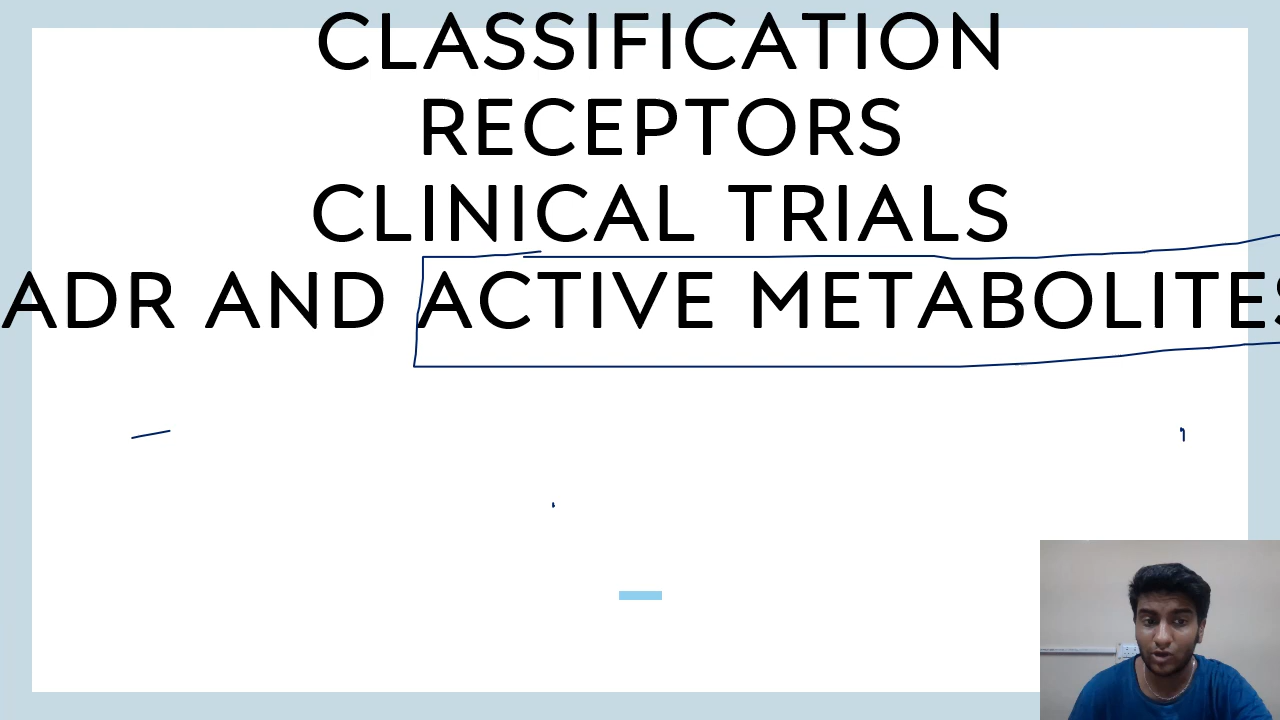 CLASSIFICATION
RECEPTORS
CLINICAL TRIALS
ADR AND ACTIVE METABOLITES